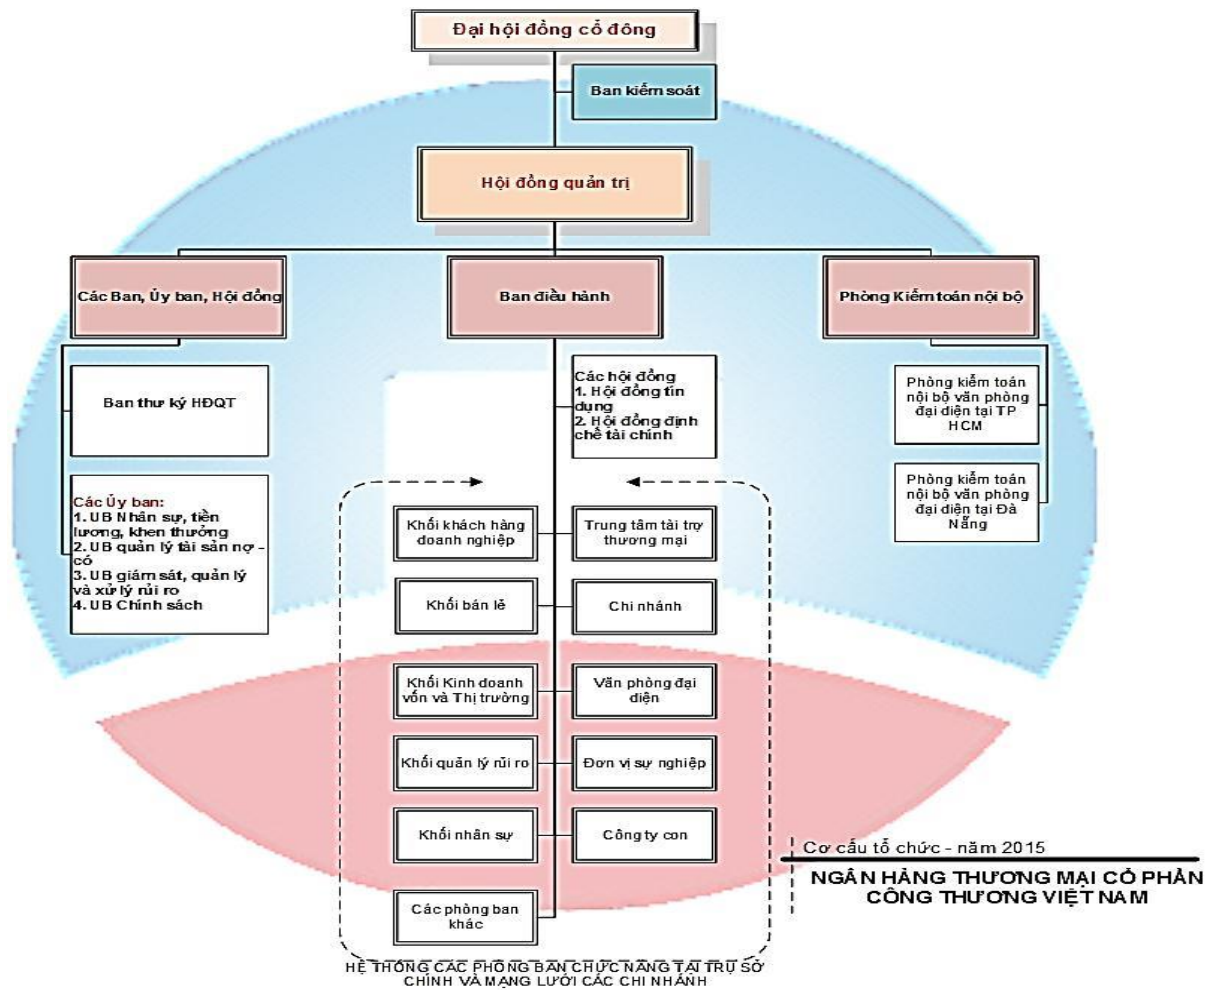 Đại hội đồng cổ đông
Ban kiểm soát
Hội đồng quản trị
Các Ban, Ủy ban, Hội đồng
Ban điều hành
Phòng Kiểm toán nội bộ
Ban thư ký HĐQT
Các hội đồng
1. Hội đồng tín
dụng
2. Hội đồng định
chế tài chính
Phòng kiểm toán
nội bộ văn phòng
đại diện tại TP
HCM
Phòng kiểm toán
nội bộ văn phòng
đại diện tại Đà
Nẵng
Các Ủy ban:
1. UB Nhân sự, tiền
lương, khen thưởng
2. UB quản lý tài sản nợ -
có
3. UB giám sát, quản lý
và xử lý rủi ro
4. UB Chính sách
Khối khách hàng
doanh nghiệp
Trung tâm tài trợ
thương mại
Khối bán lẻ
Chi nhánh
Khối Kinh doanh
vốn và Thị trường
Văn phòng đại
diện
Khối quản lý rủi ro
Đơn vị sự nghiệp
Khối nhân sự
Công ty con
Các phòng ban
khác
Cơ cấu tổ chức - năm 2015
NGÂN HÀNG THƯƠNG MẠI CỔ PHẦN
CÔNG THƯƠNG VIỆT NAM
HỆ THỐNG CÁC PHÒNG BAN CHỨC NĂNG TẠI TRỤ SỞ
CHÍNH VÀ MẠNG LƯỚI CÁC CHI NHÁNH